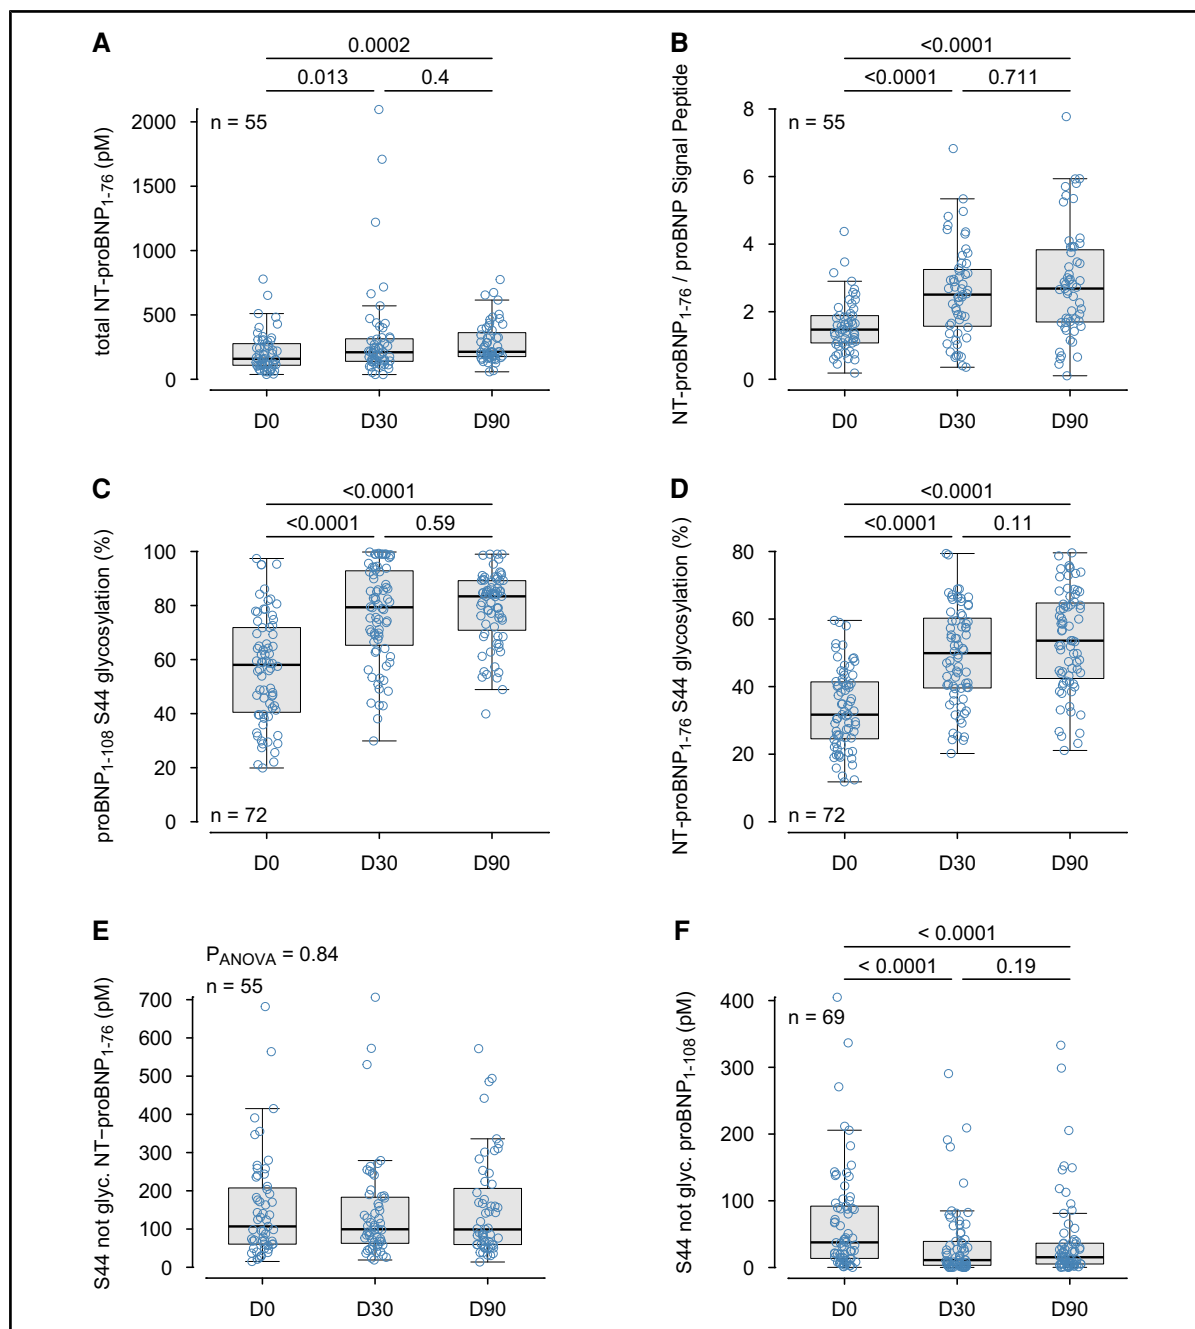 A
0.0002
0.013
0.4
total NT-proBNP1-76 (pM)
n = 55
2000
1500
1000
500
0
D0
D30
D90
B
<0.0001
<0.0001
0.711
NT-proBNP1-76 / proBNP Signal Peptide
n = 55
8
6
4
2
0
D0
D30
D90
C
<0.0001
<0.0001
0.59
proBNP1-108 S44 glycosylation (%)
100
80
60
40
20
0
n = 72
D0
D30
D90
D
<0.0001
<0.0001
0.11
NT-proBNP1-76 S44 glycosylation (%)
80
60
40
20
0
n = 72
D0
D30
D90
E
PANOVA = 0.84
n = 55
S44 not glyc. NT−proBNP1-76 (pM)
700
600
500
400
300
200
100
0
D0
D30
D90
F
< 0.0001
< 0.0001
0.19
S44 not glyc. proBNP1-108 (pM)
n = 69
400
300
200
100
0
D0
D30
D90